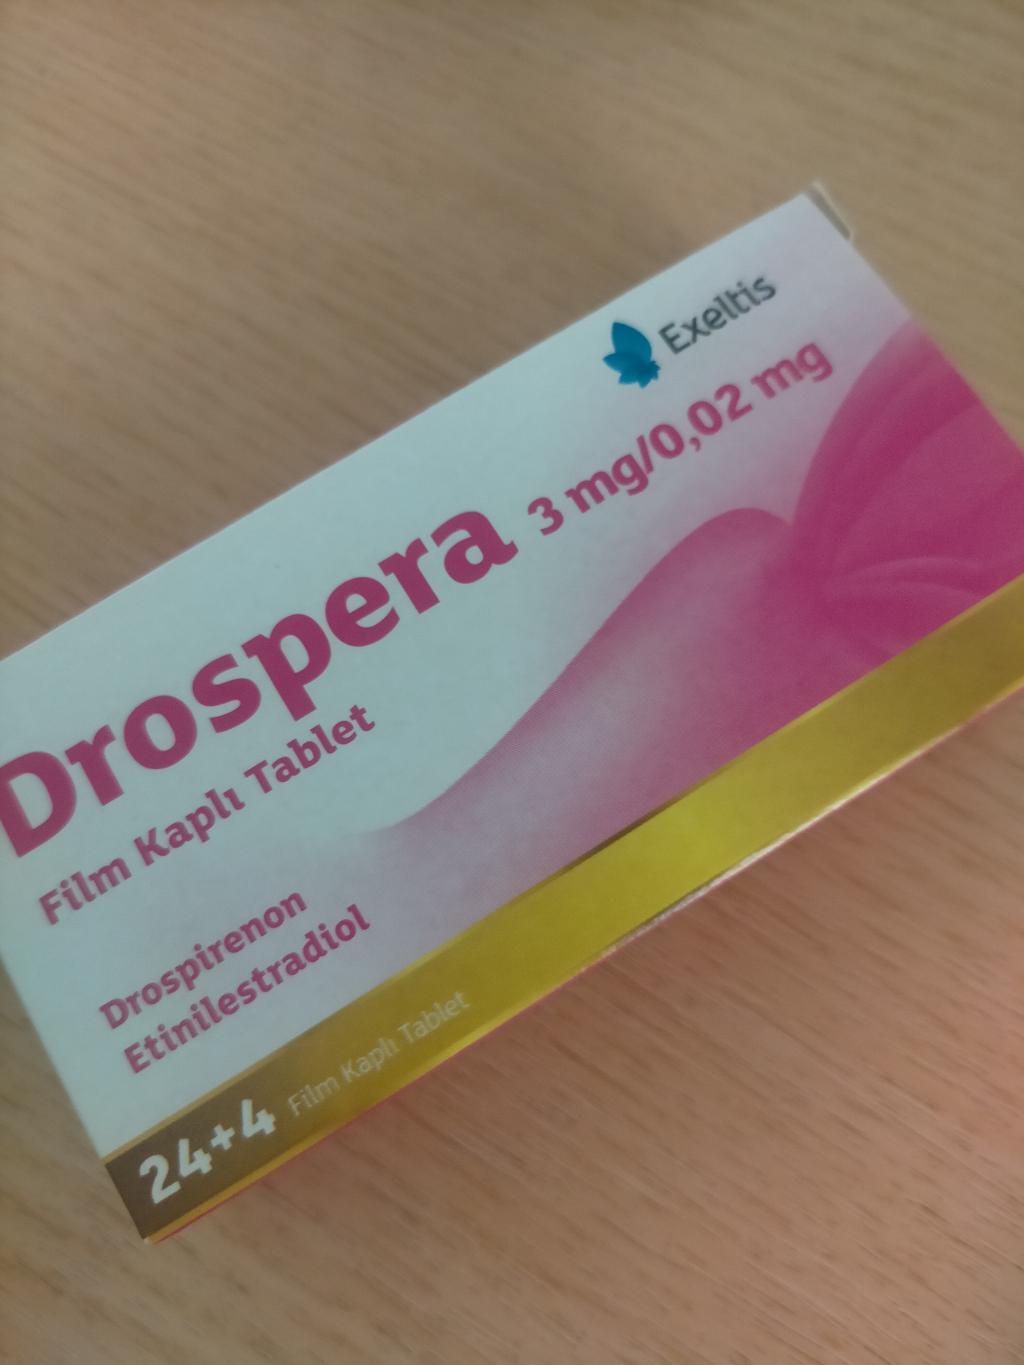 Exeltis
Drospera 3 mg/0,02 mg
Film Kaplı Tablet
Drospirenon
Etinilestradiol
24+4 Film Kaplı Tablet